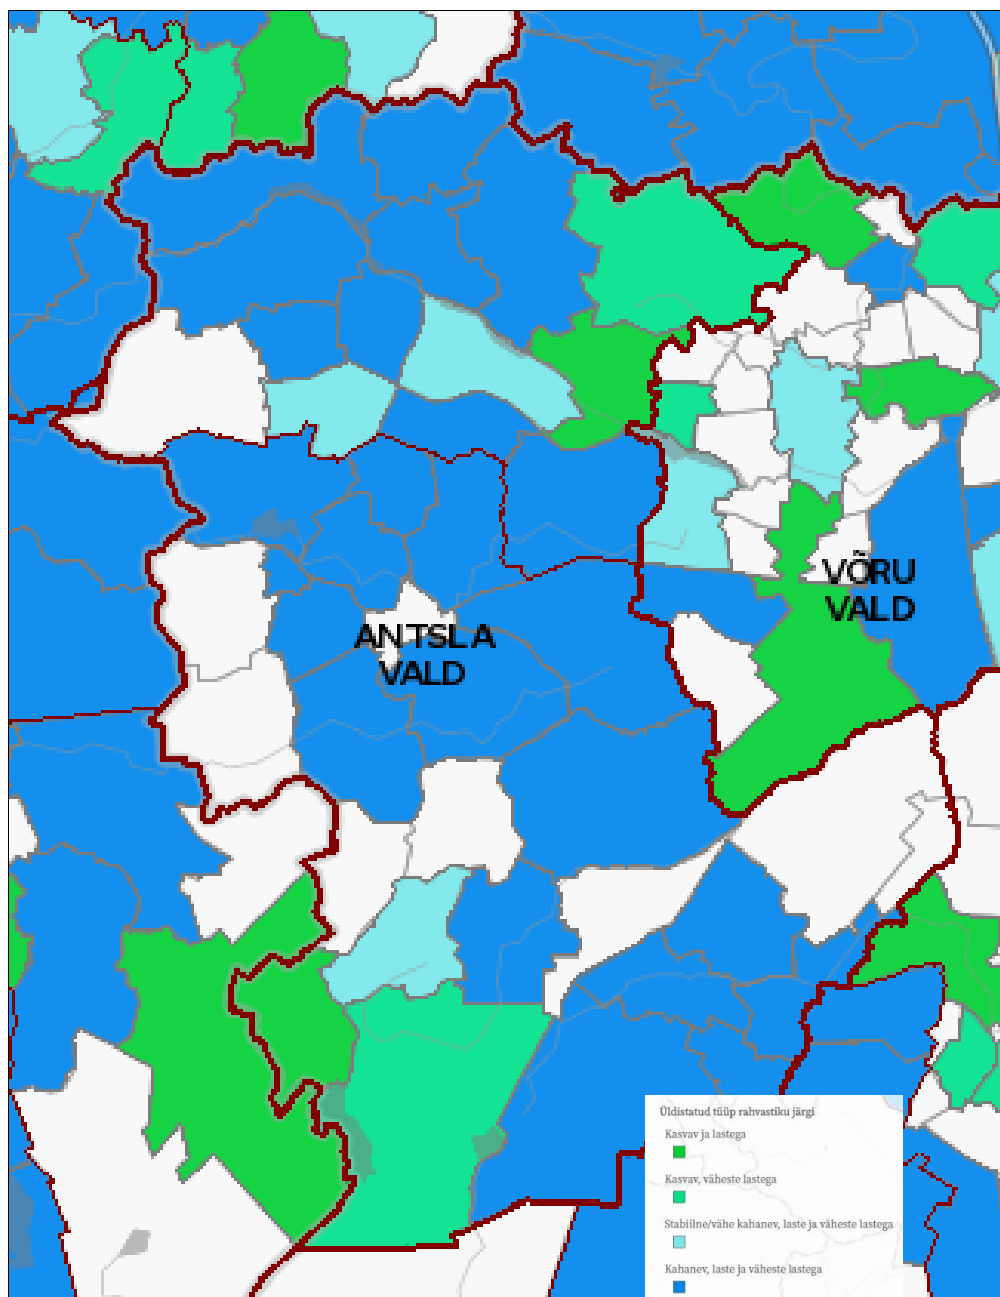 VÕRU
VALD
ANTSLA
VALD
Üldistatud tüüp rahvastiku järgi
Kasvav ja lastega
Kasvav, väheste lastega
Stabiilne/vähe kahanev, laste ja väheste lastega
Kahanev, laste ja väheste lastega